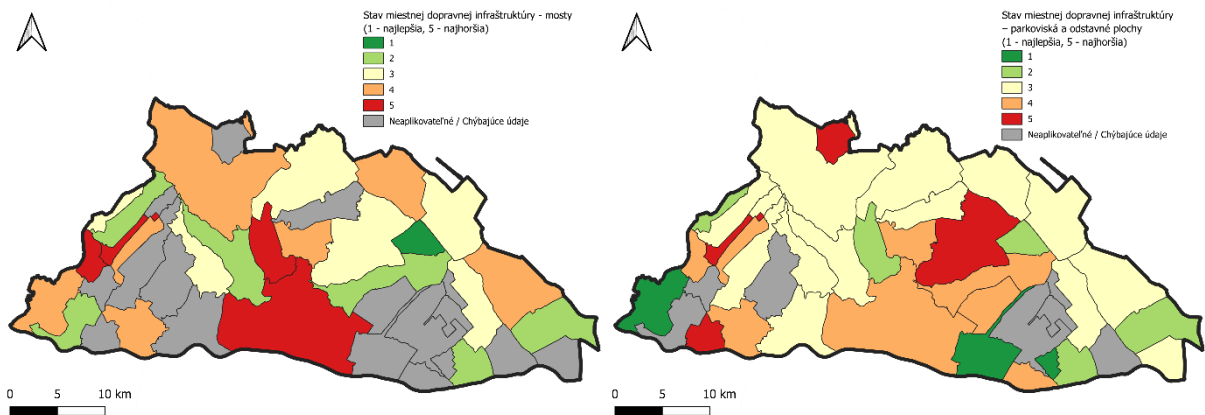 Stav miestnej dopravnej infraštruktúry - mosty
(1 - najlepšia, 5 - najhoršia)
1
2
3
4
5
Neaplikovateľné / Chýbajúce údaje
0 5 10 km
Stav miestnej dopravnej infraštruktúry
– parkoviská a odstavné plochy
(1 - najlepšia, 5 - najhoršia)
1
2
3
4
5
Neaplikovateľné / Chýbajúce údaje
0 5 10 km